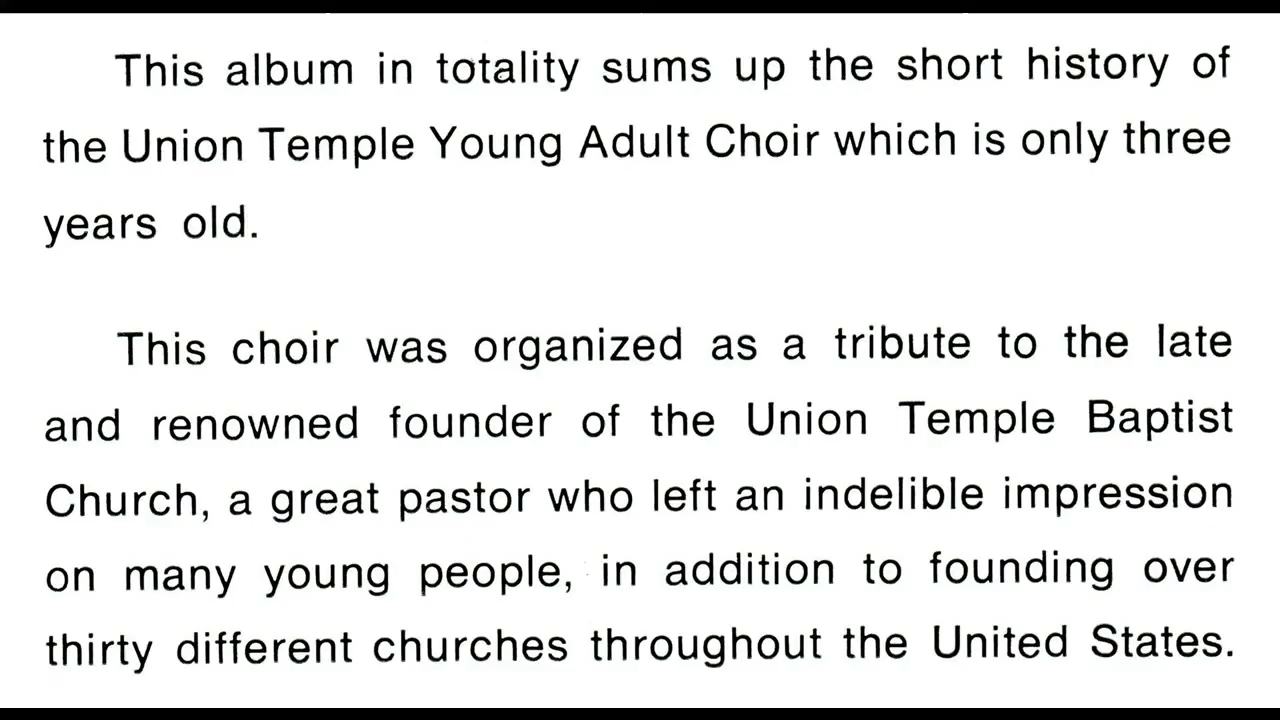 This album in totality sums up the short history of
the Union Temple Young Adult Choir which is only three
years old.
This choir was organized as a tribute to the late
and renowned founder of the Union Temple Baptist
Church, a great pastor who left an indelible impression
on many young people, in addition to founding over
thirty different churches throughout the United States.